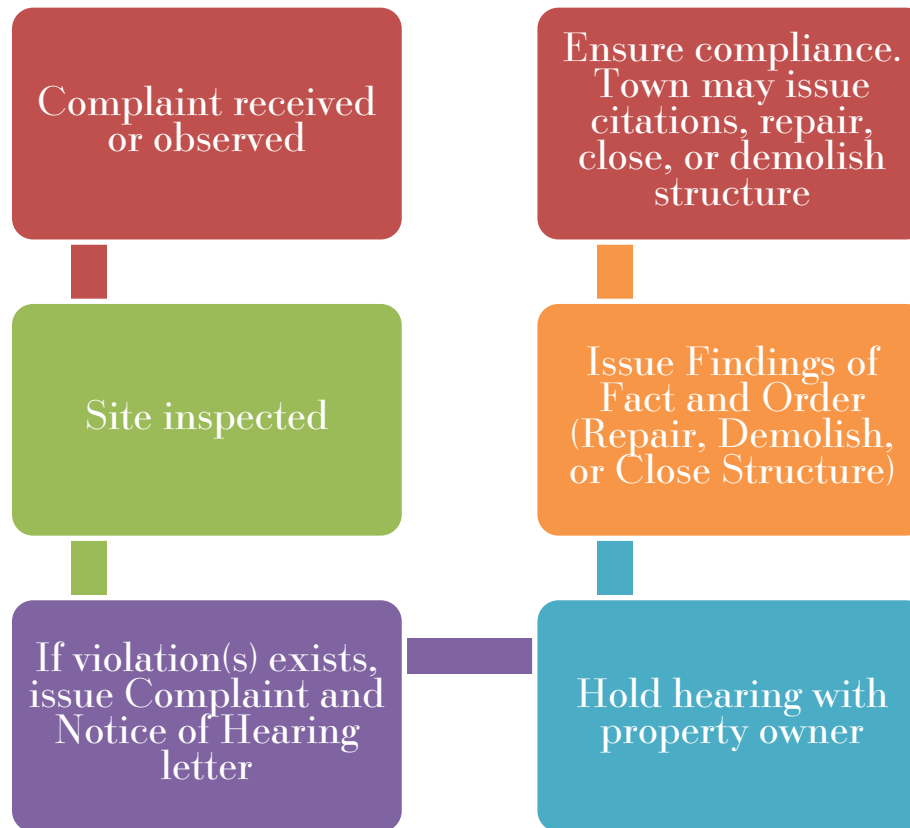 Complaint received
or observed
Site inspected
If violation(s) exists,
issue Complaint and
Notice of Hearing
letter
Hold hearing with
property owner
Issue Findings of
Fact and Order
(Repair, Demolish,
or Close Structure)
Ensure compliance.
Town may issue
citations, repair,
close, or demolish
structure